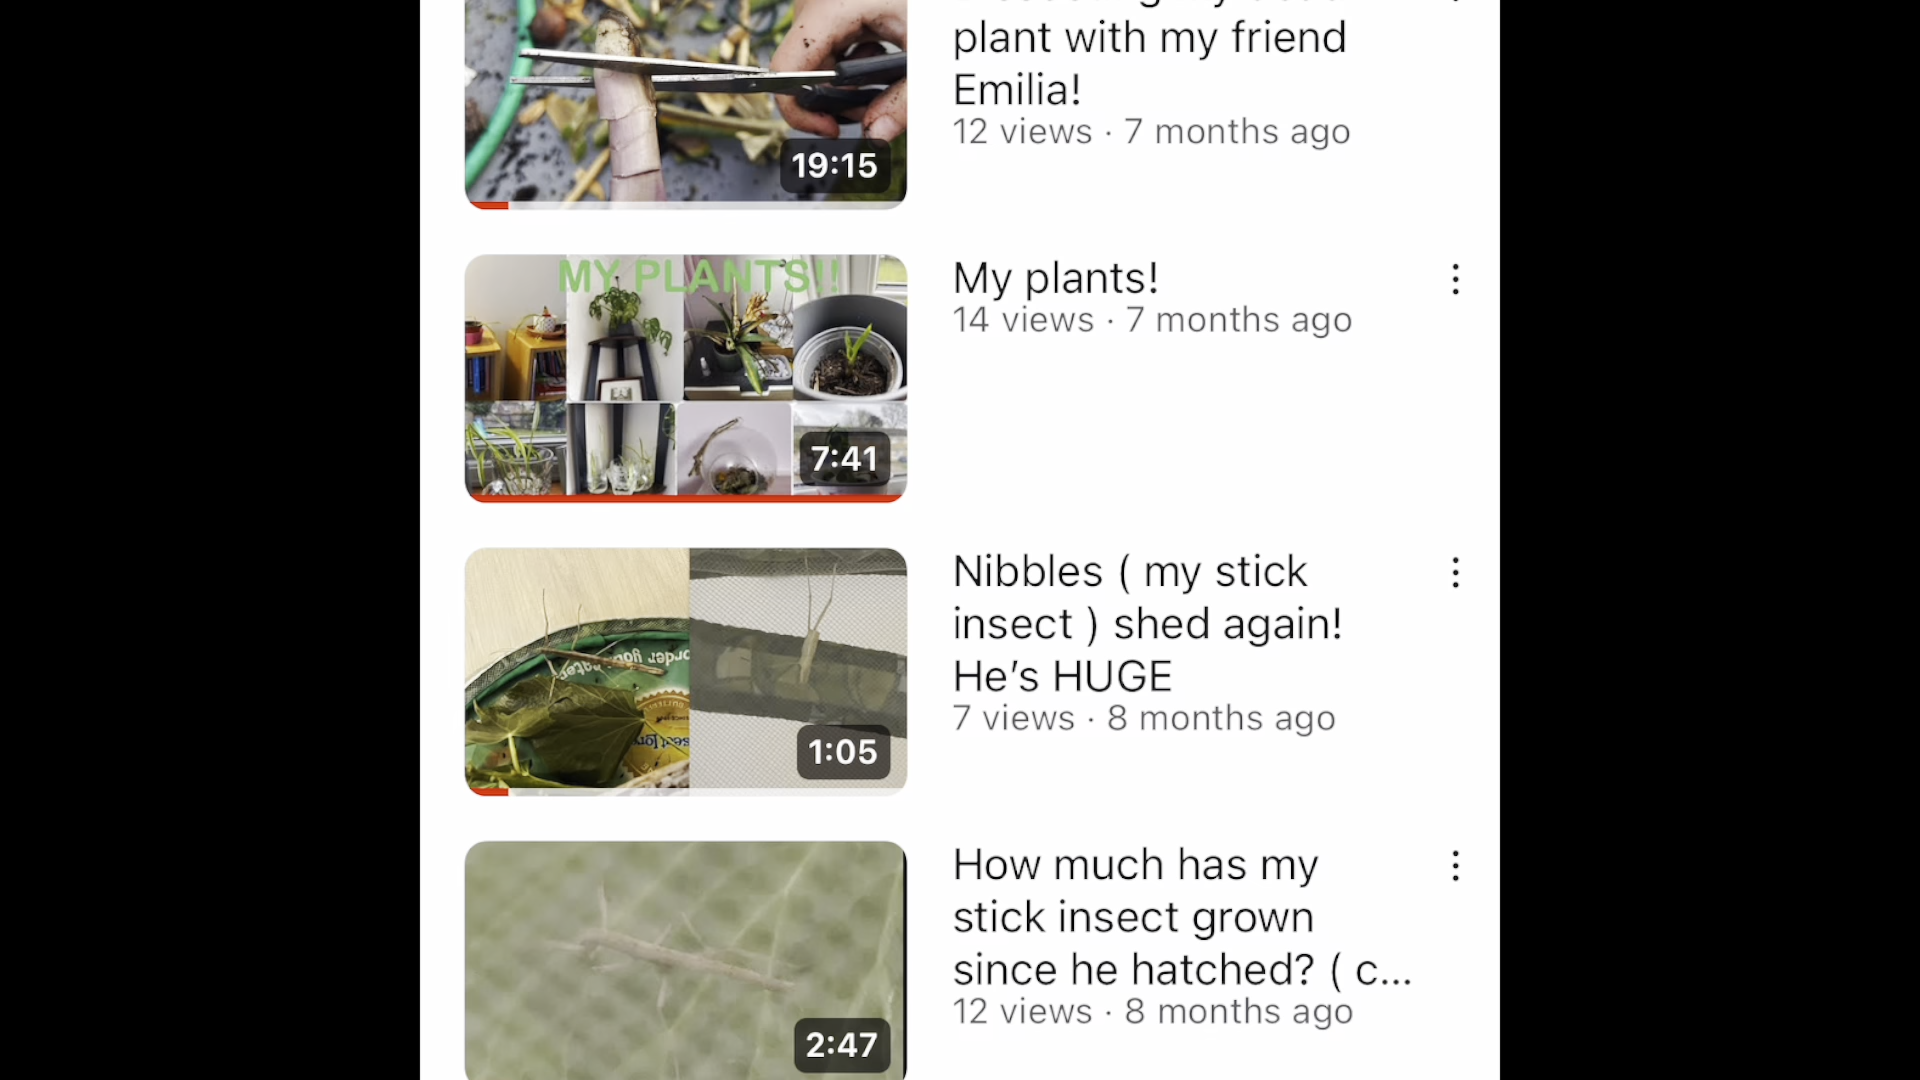 plant with my friend
Emilia!
12 views · 7 months ago
19:15
MY PLANTS!!
7:41
My plants!
14 views · 7 months ago
order your
1:05
Nibbles ( my stick
insect ) shed again!
He’s HUGE
7 views · 8 months ago
2:47
How much has my
stick insect grown
since he hatched? ( c...
12 views · 8 months ago